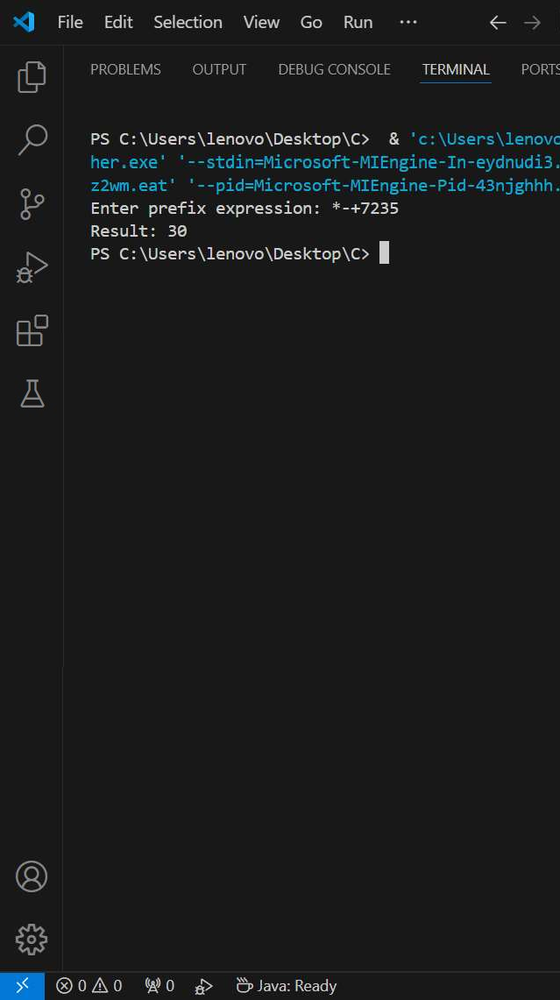 File Edit Selection View Go Run ···
PROBLEMS OUTPUT DEBUG CONSOLE TERMINAL PORTS
PS C:\Users\lenovo\Desktop\C>  & 'c:\Users\lenovo
her.exe' '--stdin=Microsoft-MIEngine-In-eydnudi3.
z2wm.eat' '--pid=Microsoft-MIEngine-Pid-43njghhh.
Enter prefix expression: *-+7235
Result: 30
PS C:\Users\lenovo\Desktop\C>
0 0 0 Java: Ready